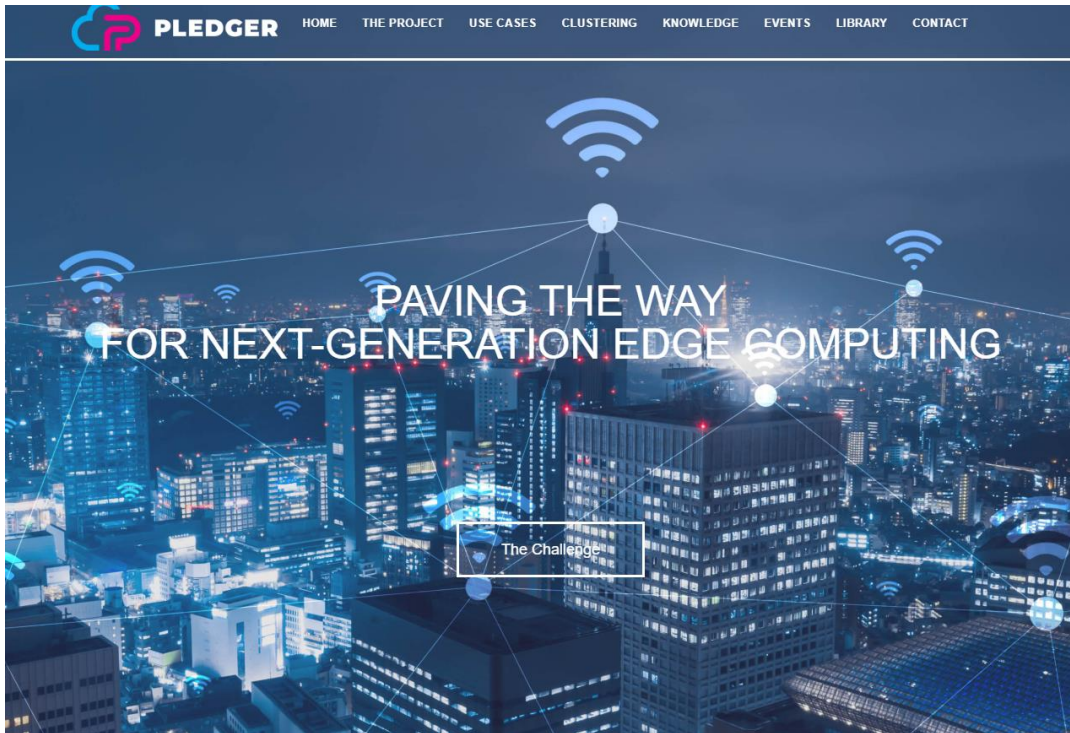 PLEDGER
HOME THE PROJECT USE CASES CLUSTERING KNOWLEDGE EVENTS LIBRARY CONTACT
PAVING THE WAY
FOR NEXT-GENERATION EDGE COMPUTING
The Challenge